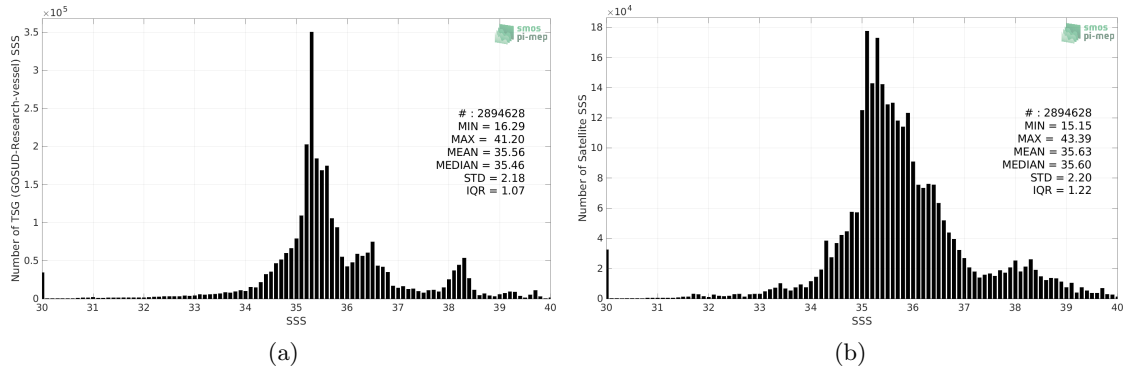 ×10⁵
smos
pi-mep
Number of TSG (GOSUD-Research-vessel) SSS
3.5
3
2.5
2
1.5
1
0.5
0
# : 2894628
MIN = 16.29
MAX = 41.20
MEAN = 35.56
MEDIAN = 35.46
STD = 2.18
IQR = 1.07
30 31 32 33 34 35 36 37 38 39 40
SSS
(a)
×10⁴
smos
pi-mep
Number of Satellite SSS
18
16
14
12
10
8
6
4
2
0
# : 2894628
MIN = 15.15
MAX = 43.39
MEAN = 35.63
MEDIAN = 35.60
STD = 2.20
IQR = 1.22
30 31 32 33 34 35 36 37 38 39 40
SSS
(b)